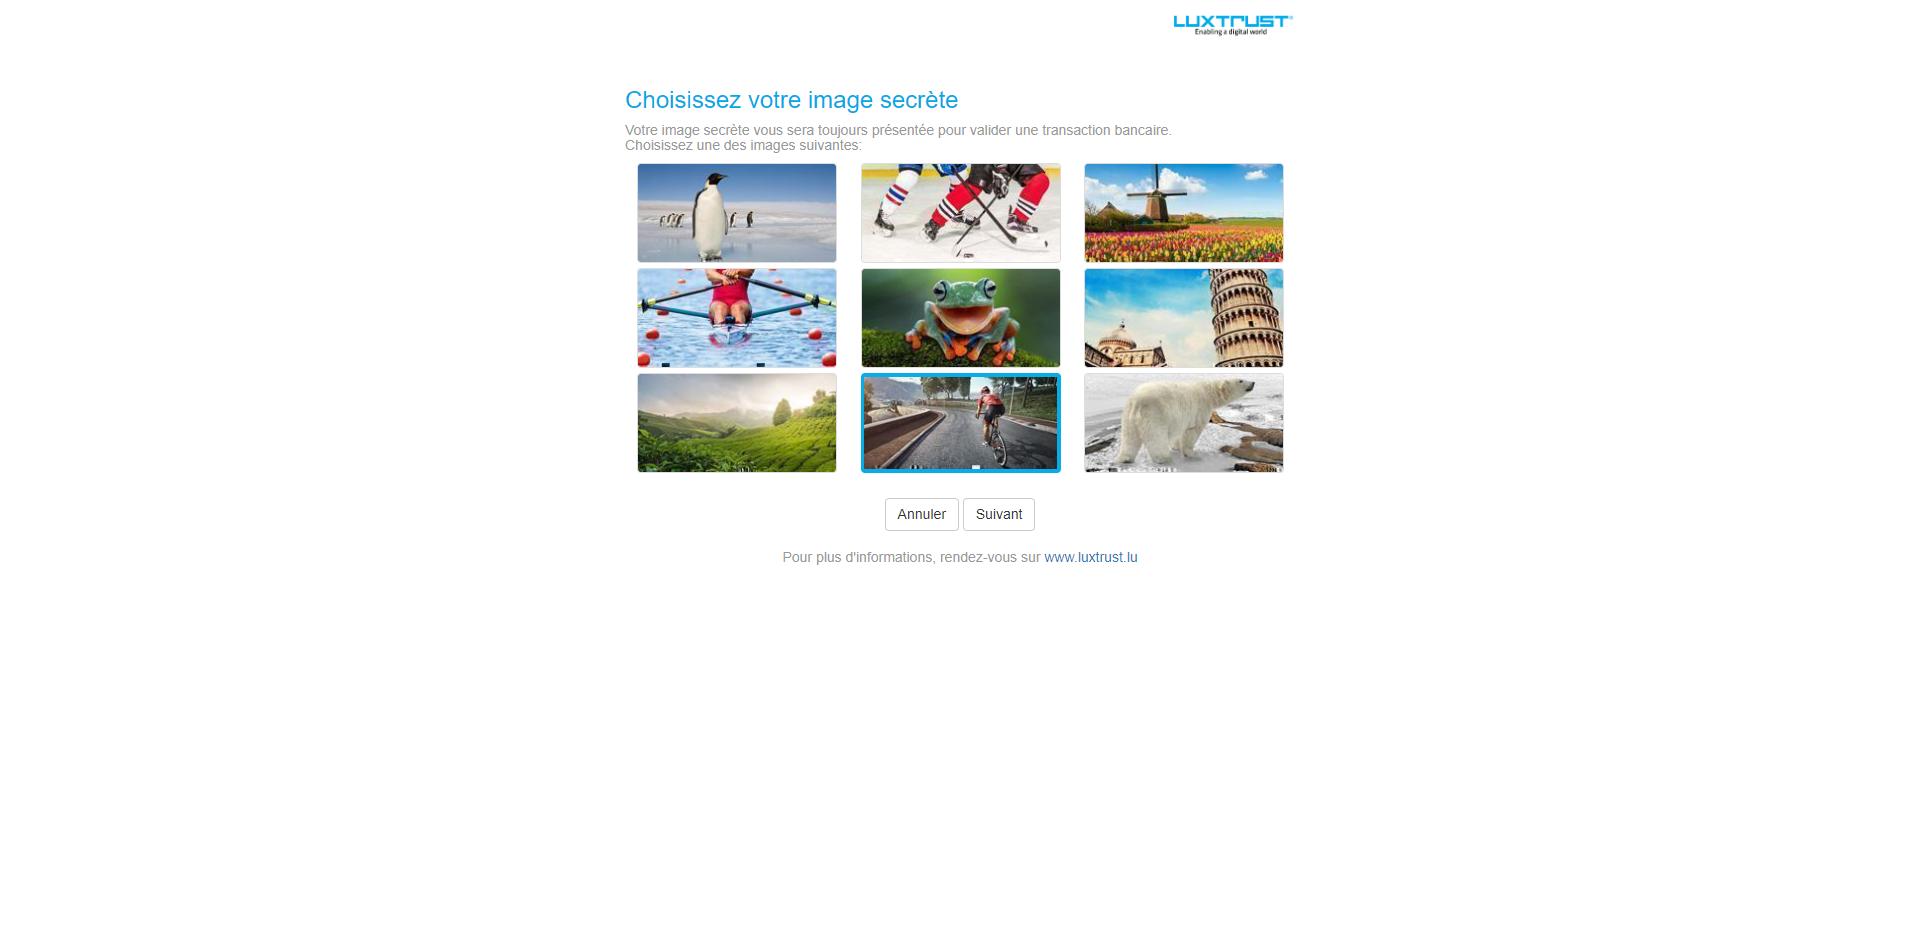 LUXTRUST
Enabling a digital world
Choisissez votre image secrète
Votre image secrète vous sera toujours présentée pour valider une transaction bancaire.
Choisissez une des images suivantes:
Annuler
Suivant
Pour plus d'informations, rendez-vous sur www.luxtrust.lu